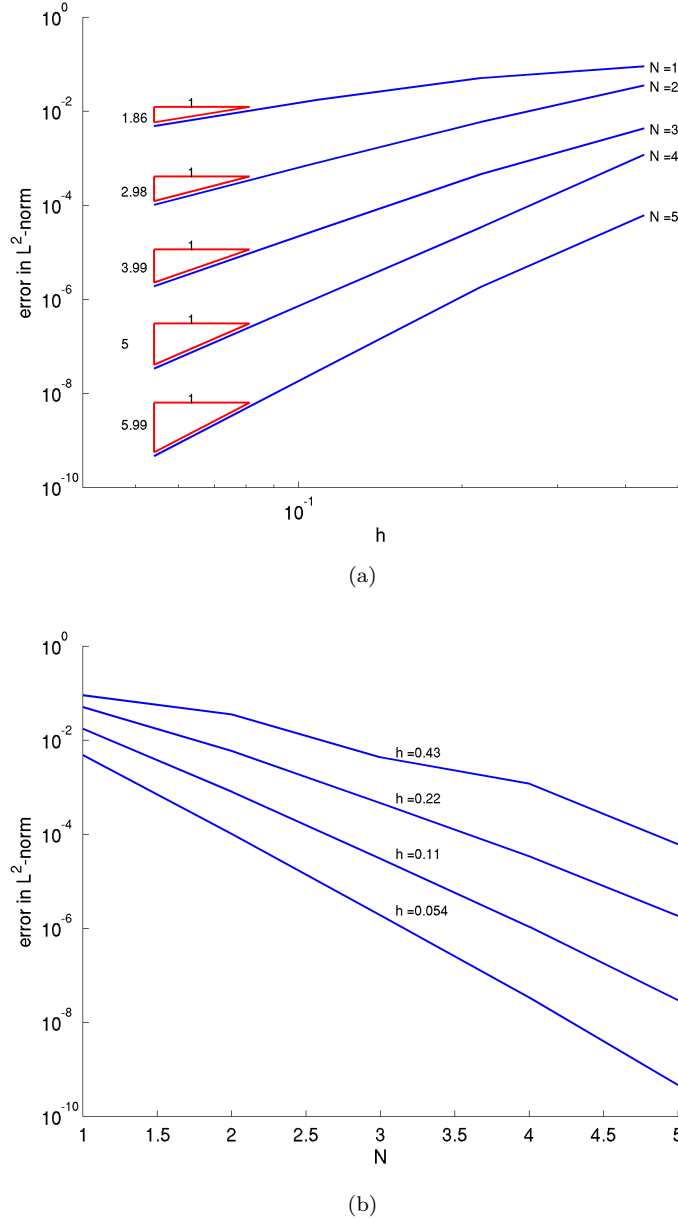 10^0
N =1
N =2
10^-2
1
1.86
N =3
N =4
1
2.98
10^-4
N =5
1
3.99
10^-6
1
5
10^-8
1
5.99
10^-10
error in L^2-norm
10^-1
h
(a)
10^0
10^-2
h =0.43
h =0.22
10^-4
h =0.11
10^-6
h =0.054
10^-8
10^-10
error in L^2-norm
1 1.5 2 2.5 3 3.5 4 4.5 5
N
(b)